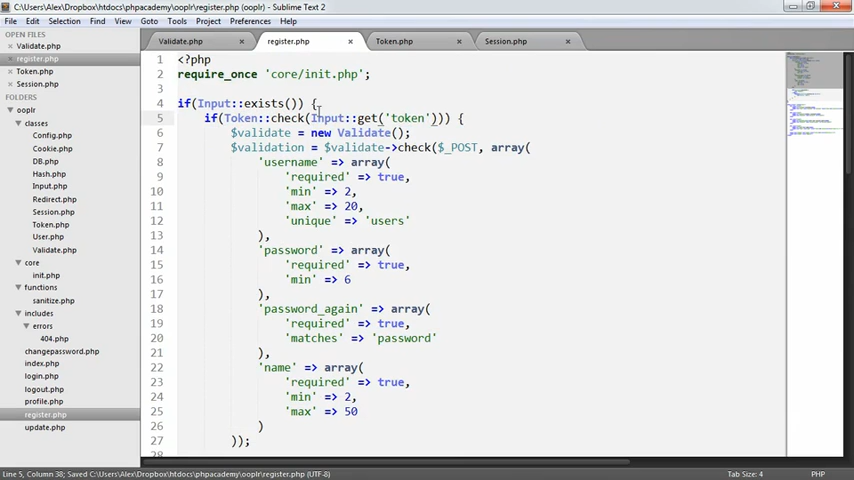 C:\Users\Alex\Dropbox\htdocs\phpacademy\ooplr\register.php (ooplr) - Sublime Text 2
File Edit Selection Find View Goto Tools Project Preferences Help
Validate.php
register.php
Token.php
Session.php
FOLDERS
ooplr
classes
Config.php
Cookie.php
DB.php
Hash.php
Input.php
Redirect.php
Session.php
Token.php
User.php
Validate.php
core
init.php
functions
sanitize.php
includes
errors
404.php
changepassword.php
index.php
login.php
logout.php
profile.php
register.php
update.php
Validate.php register.php Token.php Session.php
1 <?php
2 require_once 'core/init.php';
3
4 if(Input::exists()) {
5 if(Token::check(Input::get('token'))) {
6 $validate = new Validate();
7 $validation = $validate->check($_POST, array(
8 'username' => array(
9 'required' => true,
10 'min' => 2,
11 'max' => 20,
12 'unique' => 'users'
13 ),
14 'password' => array(
15 'required' => true,
16 'min' => 6
17 ),
18 'password_again' => array(
19 'required' => true,
20 'matches' => 'password'
21 ),
22 'name' => array(
23 'required' => true,
24 'min' => 2,
25 'max' => 50
26 )
27 ));
28
Line 5, Column 38; Saved C:\Users\Alex\Dropbox\htdocs\phpacademy\ooplr\register.php (UTF-8) Tab Size: 4 PHP